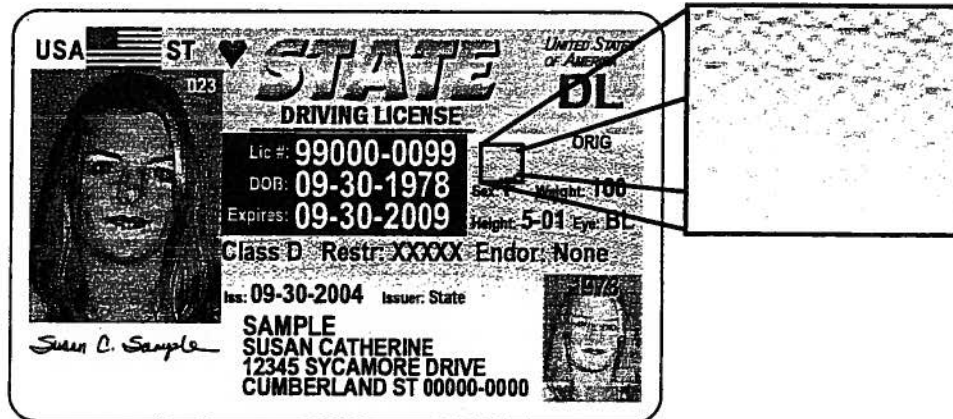 USA ST STATE UNITED STATES
OF AMERICA
DL
D23
DRIVING LICENSE
ORIG
Lic #: 99000-0099
DOB: 09-30-1978
Sex: F Weight: 100
Expires: 09-30-2009
Height: 5-01 Eye: BL
Class D Restr: XXXXX Endor: None
Iss: 09-30-2004 Issuer: State
1978
SAMPLE
SUSAN CATHERINE
12345 SYCAMORE DRIVE
CUMBERLAND ST 00000-0000
Susan C. Sample